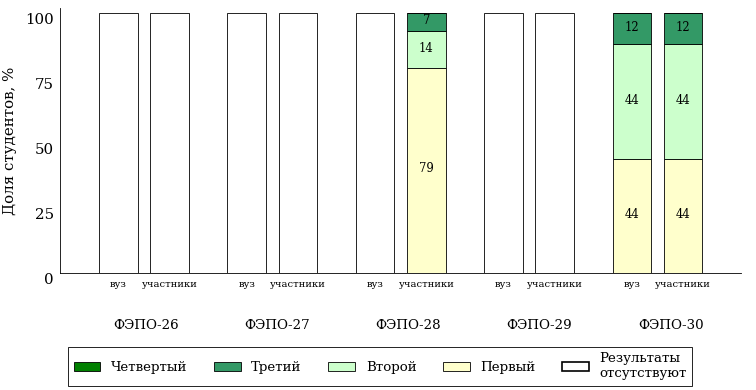 Доля студентов, %
100
75
50
25
0
7
14
79
12
44
44
12
44
44
вуз участники вуз участники вуз участники вуз участники вуз участники
ФЭПО-26 ФЭПО-27 ФЭПО-28 ФЭПО-29 ФЭПО-30
Четвертый Третий Второй Первый Результаты
отсутствуют